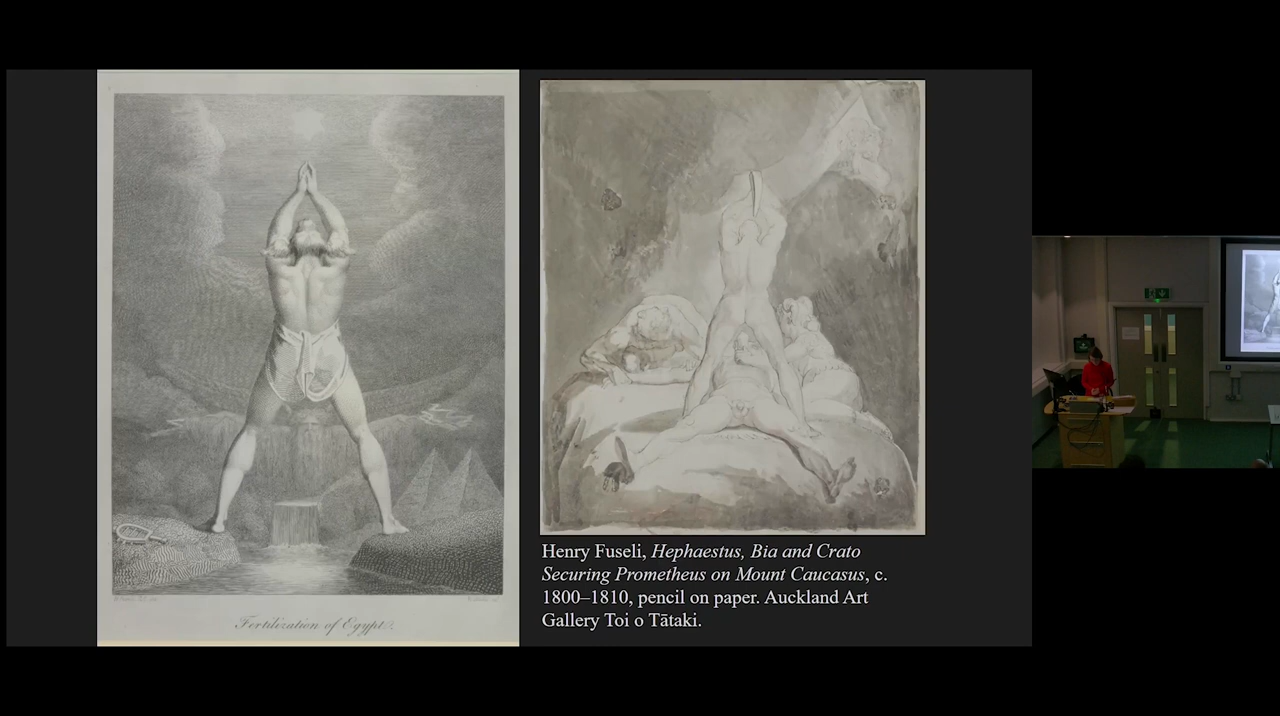 Fertilization of Egypt.
Henry Fuseli, Hephaestus, Bia and Crato
Securing Prometheus on Mount Caucasus, c.
1800–1810, pencil on paper. Auckland Art
Gallery Toi o Tātaki.